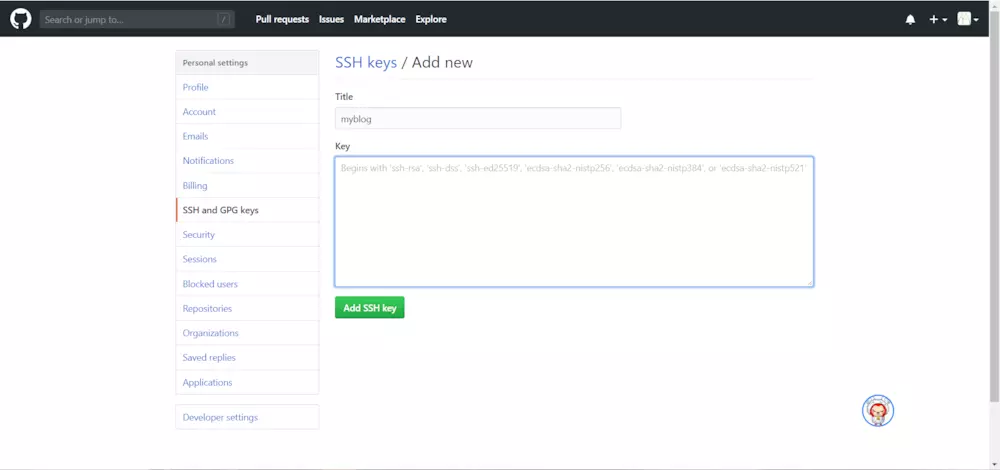 Search or jump to... /
Pull requests Issues Marketplace Explore
Personal settings
Profile
Account
Emails
Notifications
Billing
SSH and GPG keys
Security
Sessions
Blocked users
Repositories
Organizations
Saved replies
Applications
Developer settings
SSH keys / Add new
Title
myblog
Key
Begins with 'ssh-rsa', 'ssh-dss', 'ssh-ed25519', 'ecdsa-sha2-nistp256', 'ecdsa-sha2-nistp384', or 'ecdsa-sha2-nistp521'
Add SSH key